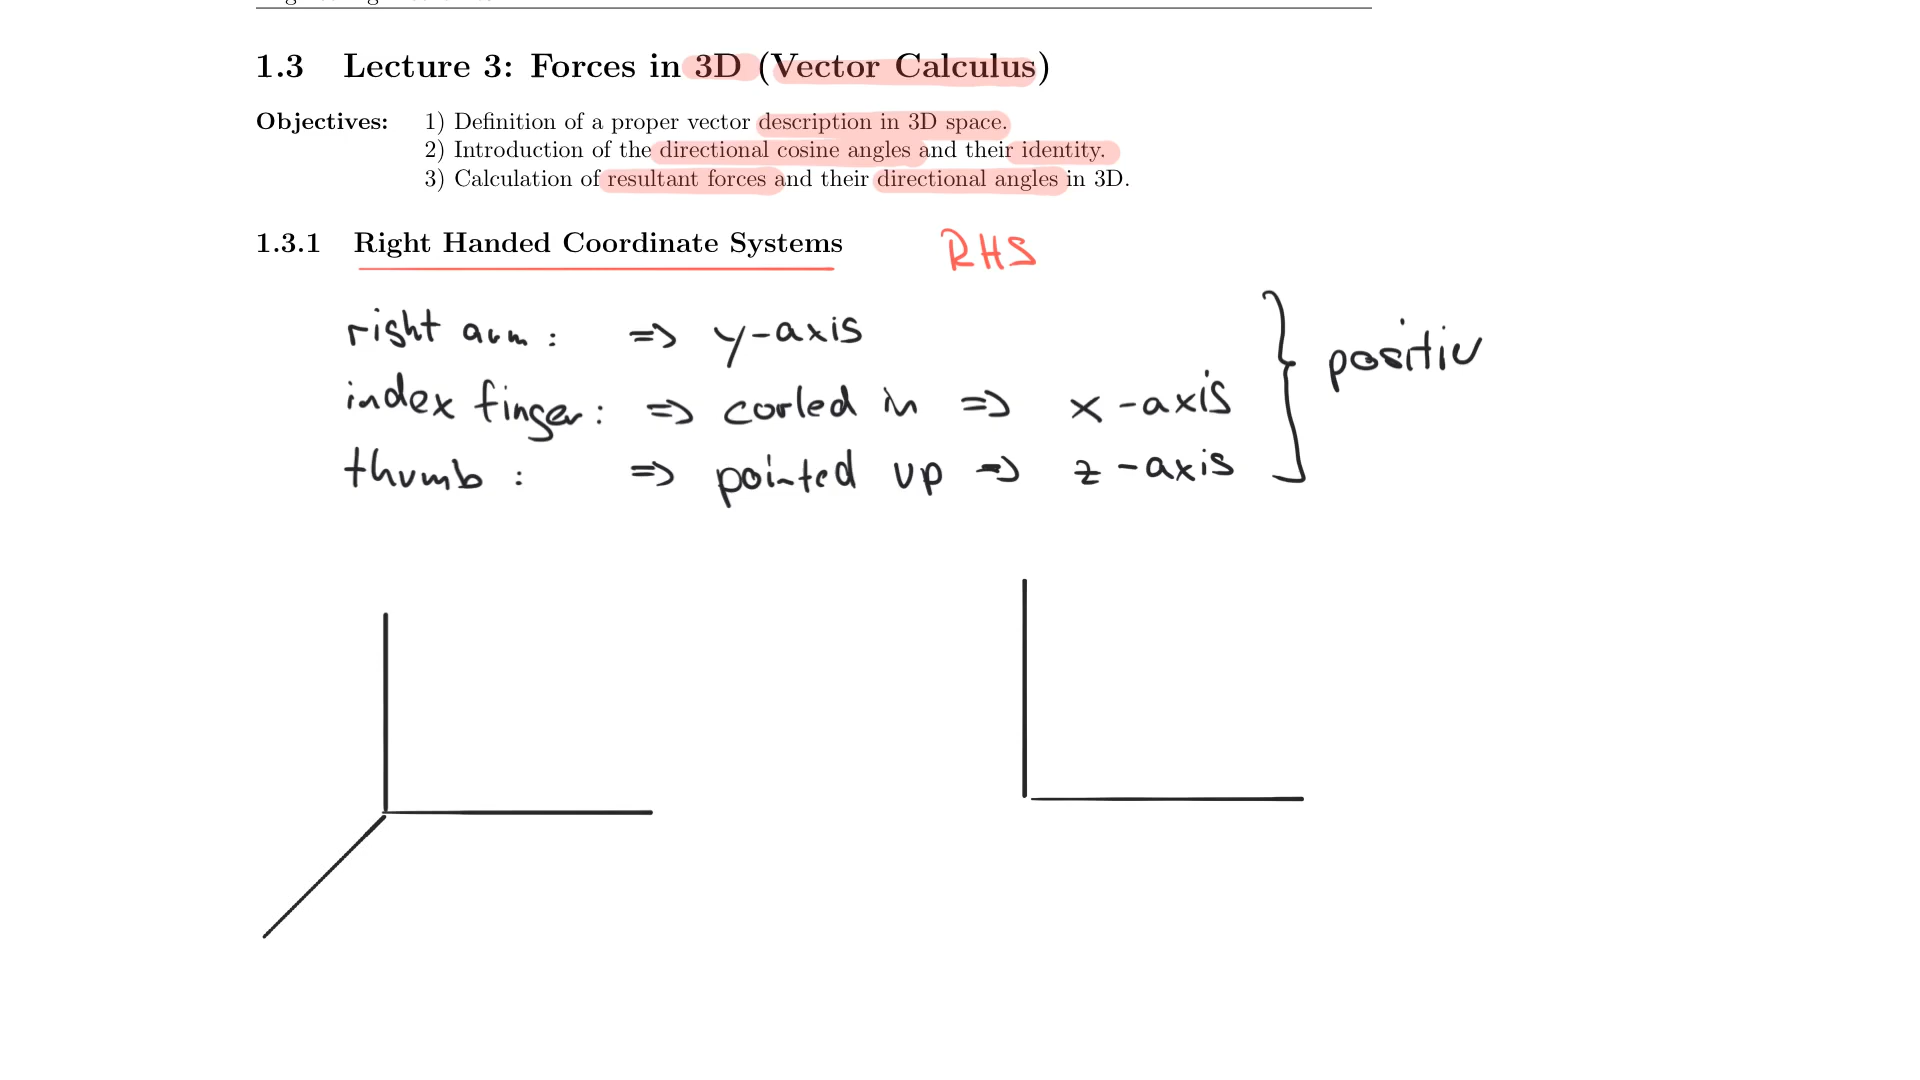 1.3 Lecture 3: Forces in 3D (Vector Calculus)
Objectives: 1) Definition of a proper vector description in 3D space.
2) Introduction of the directional cosine angles and their identity.
3) Calculation of resultant forces and their directional angles in 3D.
1.3.1 Right Handed Coordinate Systems RHS
right arm : => y-axis
index finger : => corled in => x-axis
thumb : => pointed up => z-axis
} positiv